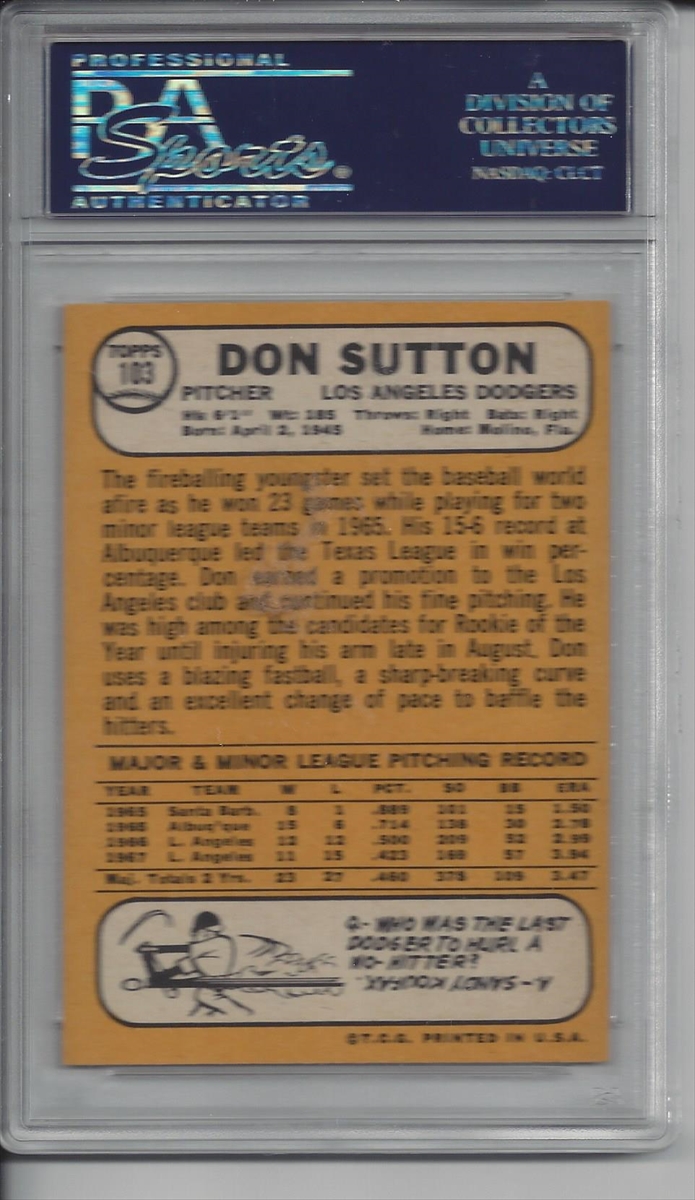 PROFESSIONAL
PSA
Sports®
AUTHENTICATOR
A
DIVISION OF
COLLECTORS
UNIVERSE
NASDAQ: CLCT
TOPPS
103
DON SUTTON
PITCHER LOS ANGELES DODGERS
Ht: 6'1" Wt: 185 Throws: Right Bats: Right
Born: April 2, 1945 Home: Molino, Fla.
The fireballing youngster set the baseball world
afire as he won 23 games while playing for two
minor league teams in 1965. His 15-6 record at
Albuquerque led the Texas League in win per-
centage. Don earned a promotion to the Los
Angeles club and continued his fine pitching. He
was high among the candidates for Rookie of the
Year until injuring his arm late in August. Don
uses a blazing fastball, a sharp-breaking curve
and an excellent change of pace to baffle the
hitters.
MAJOR & MINOR LEAGUE PITCHING RECORD
YEAR TEAM W L PCT. SO BB ERA
1965 Santa Barb. 8 1 .889 101 15 1.50
1965 Albuq'que 15 6 .714 138 30 2.78
1966 L. Angeles 12 12 .500 209 52 2.99
1967 L. Angeles 11 15 .423 169 57 3.94
Maj. Totals 2 Yrs. 23 27 .460 378 109 3.47
Q- WHO WAS THE LAST
DODGER TO HURL A
NO-HITTER?
A- SANDY KOUFAX.
©T.C.G. PRINTED IN U.S.A.